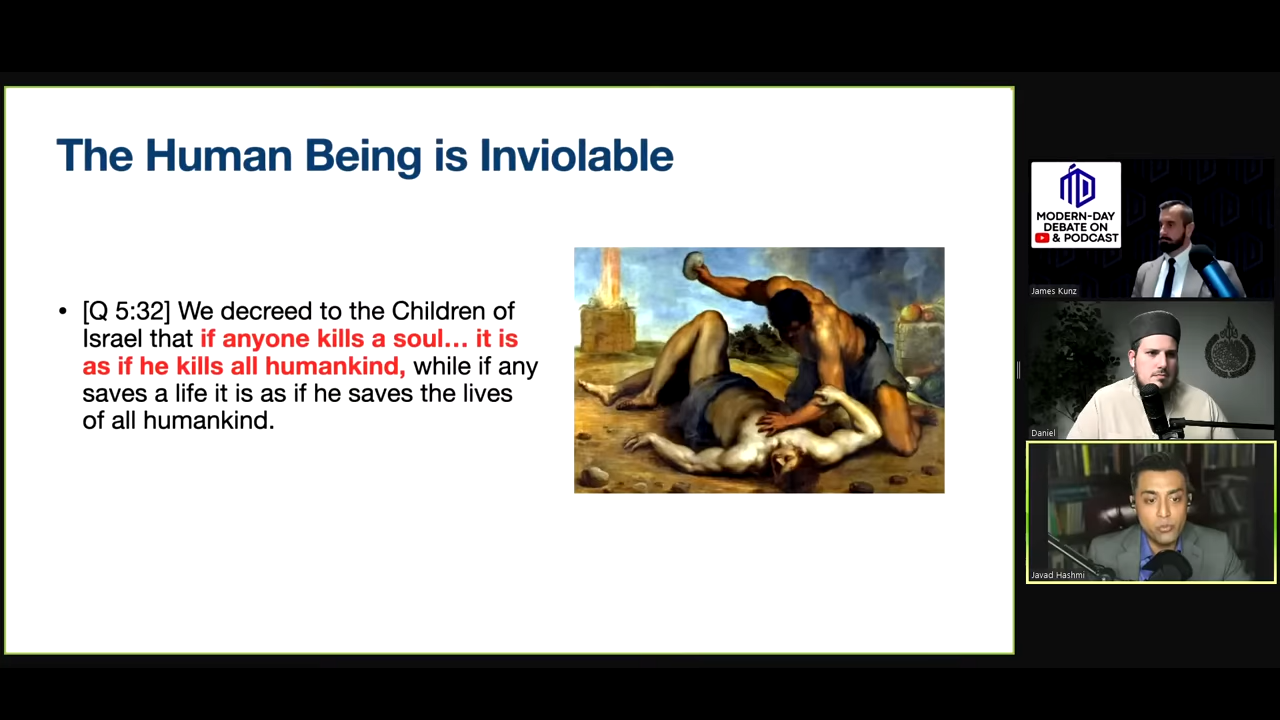 The Human Being is Inviolable
• [Q 5:32] We decreed to the Children of
Israel that if anyone kills a soul... it is
as if he kills all humankind, while if any
saves a life it is as if he saves the lives
of all humankind.
MODERN-DAY
DEBATE ON
& PODCAST
James Kunz
Daniel
Javad Hashmi